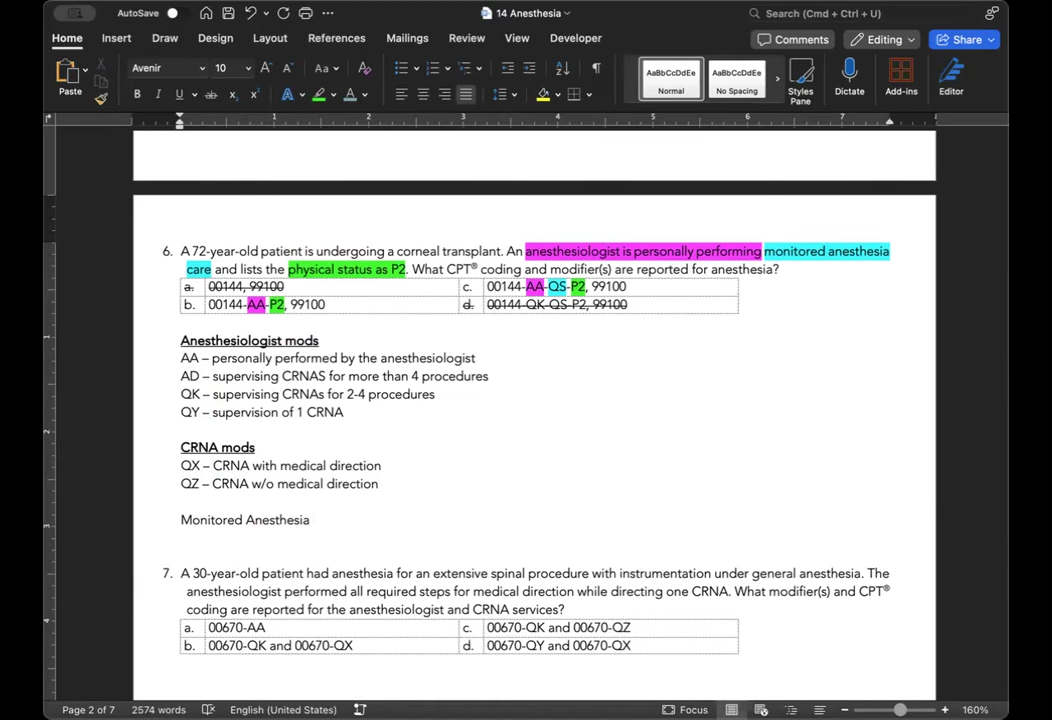 AutoSave
14 Anesthesia
Search (Cmd + Ctrl + U)
Home Insert Draw Design Layout References Mailings Review View Developer
Comments Editing Share
Paste
Avenir 10
AaBbCcDdEe
Normal
AaBbCcDdEe
No Spacing
Styles Pane
Dictate
Add-ins
Editor
1 2 3 4 5 6 7
6. A 72-year-old patient is undergoing a corneal transplant. An anesthesiologist is personally performing monitored anesthesia
care and lists the physical status as P2. What CPT® coding and modifier(s) are reported for anesthesia?
a. 00144, 99100 c. 00144-AA-QS-P2, 99100
b. 00144-AA-P2, 99100 d. 00144-QK-QS-P2, 99100
Anesthesiologist mods
AA – personally performed by the anesthesiologist
AD – supervising CRNAS for more than 4 procedures
QK – supervising CRNAs for 2-4 procedures
QY – supervision of 1 CRNA
CRNA mods
QX – CRNA with medical direction
QZ – CRNA w/o medical direction
Monitored Anesthesia
7. A 30-year-old patient had anesthesia for an extensive spinal procedure with instrumentation under general anesthesia. The
anesthesiologist performed all required steps for medical direction while directing one CRNA. What modifier(s) and CPT®
coding are reported for the anesthesiologist and CRNA services?
a. 00670-AA c. 00670-QK and 00670-QZ
b. 00670-QK and 00670-QX d. 00670-QY and 00670-QX
Page 2 of 7 2574 words English (United States) Focus 160%